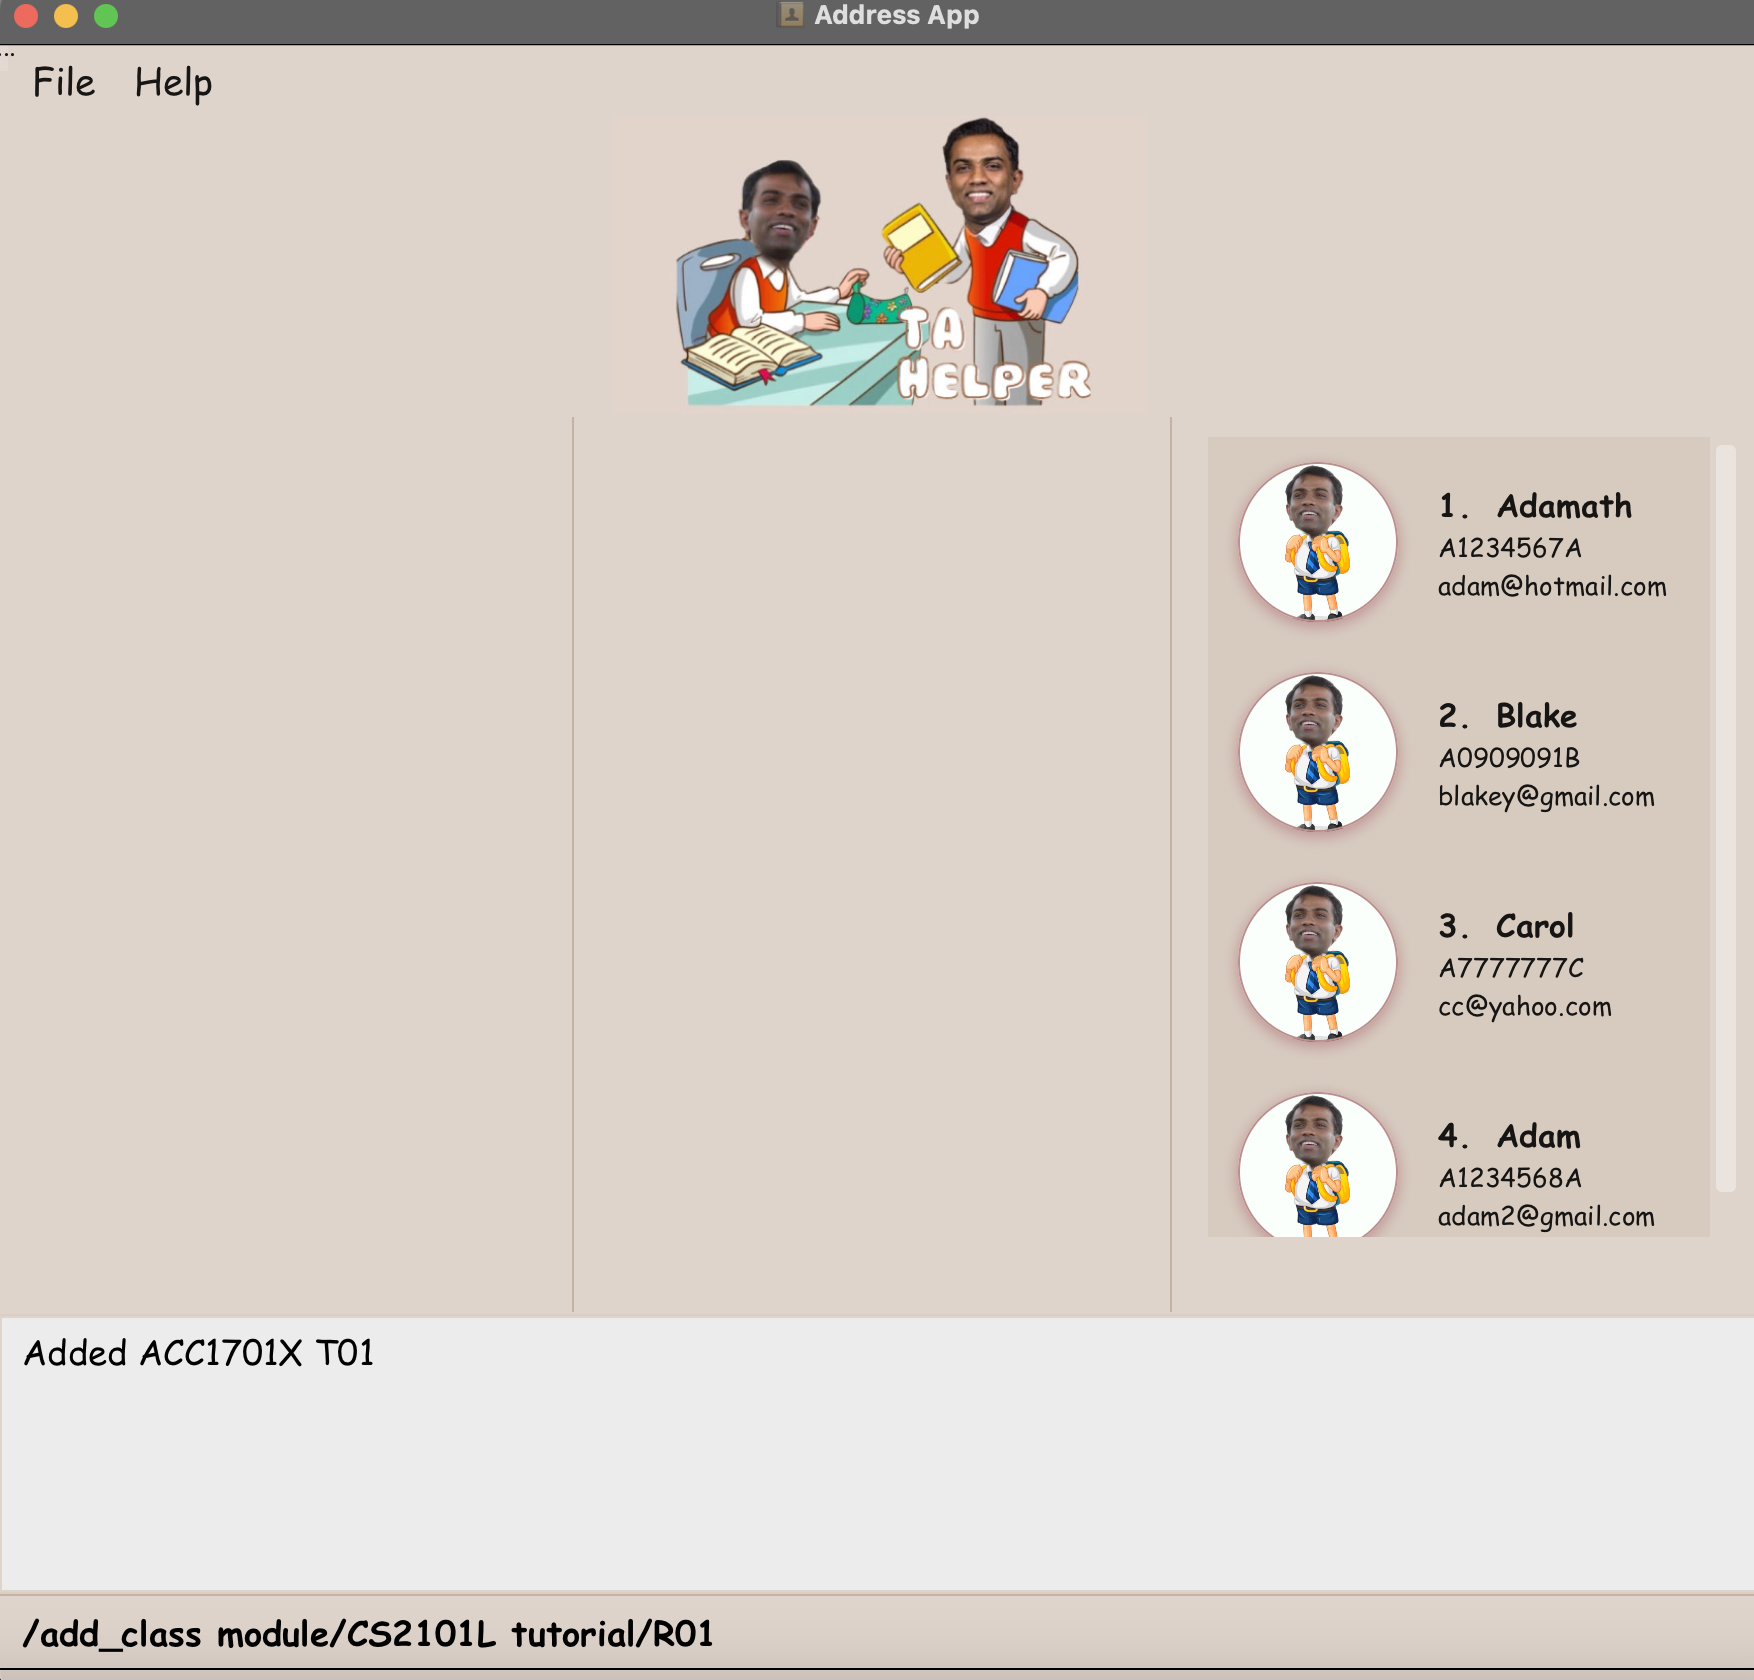 Address App
...
File Help
TA
HELPER
1. Adamath
A1234567A
adam@hotmail.com
2. Blake
A0909091B
blakey@gmail.com
3. Carol
A7777777C
cc@yahoo.com
4. Adam
A1234568A
adam2@gmail.com
Added ACC1701X T01
/add_class module/CS2101L tutorial/R01